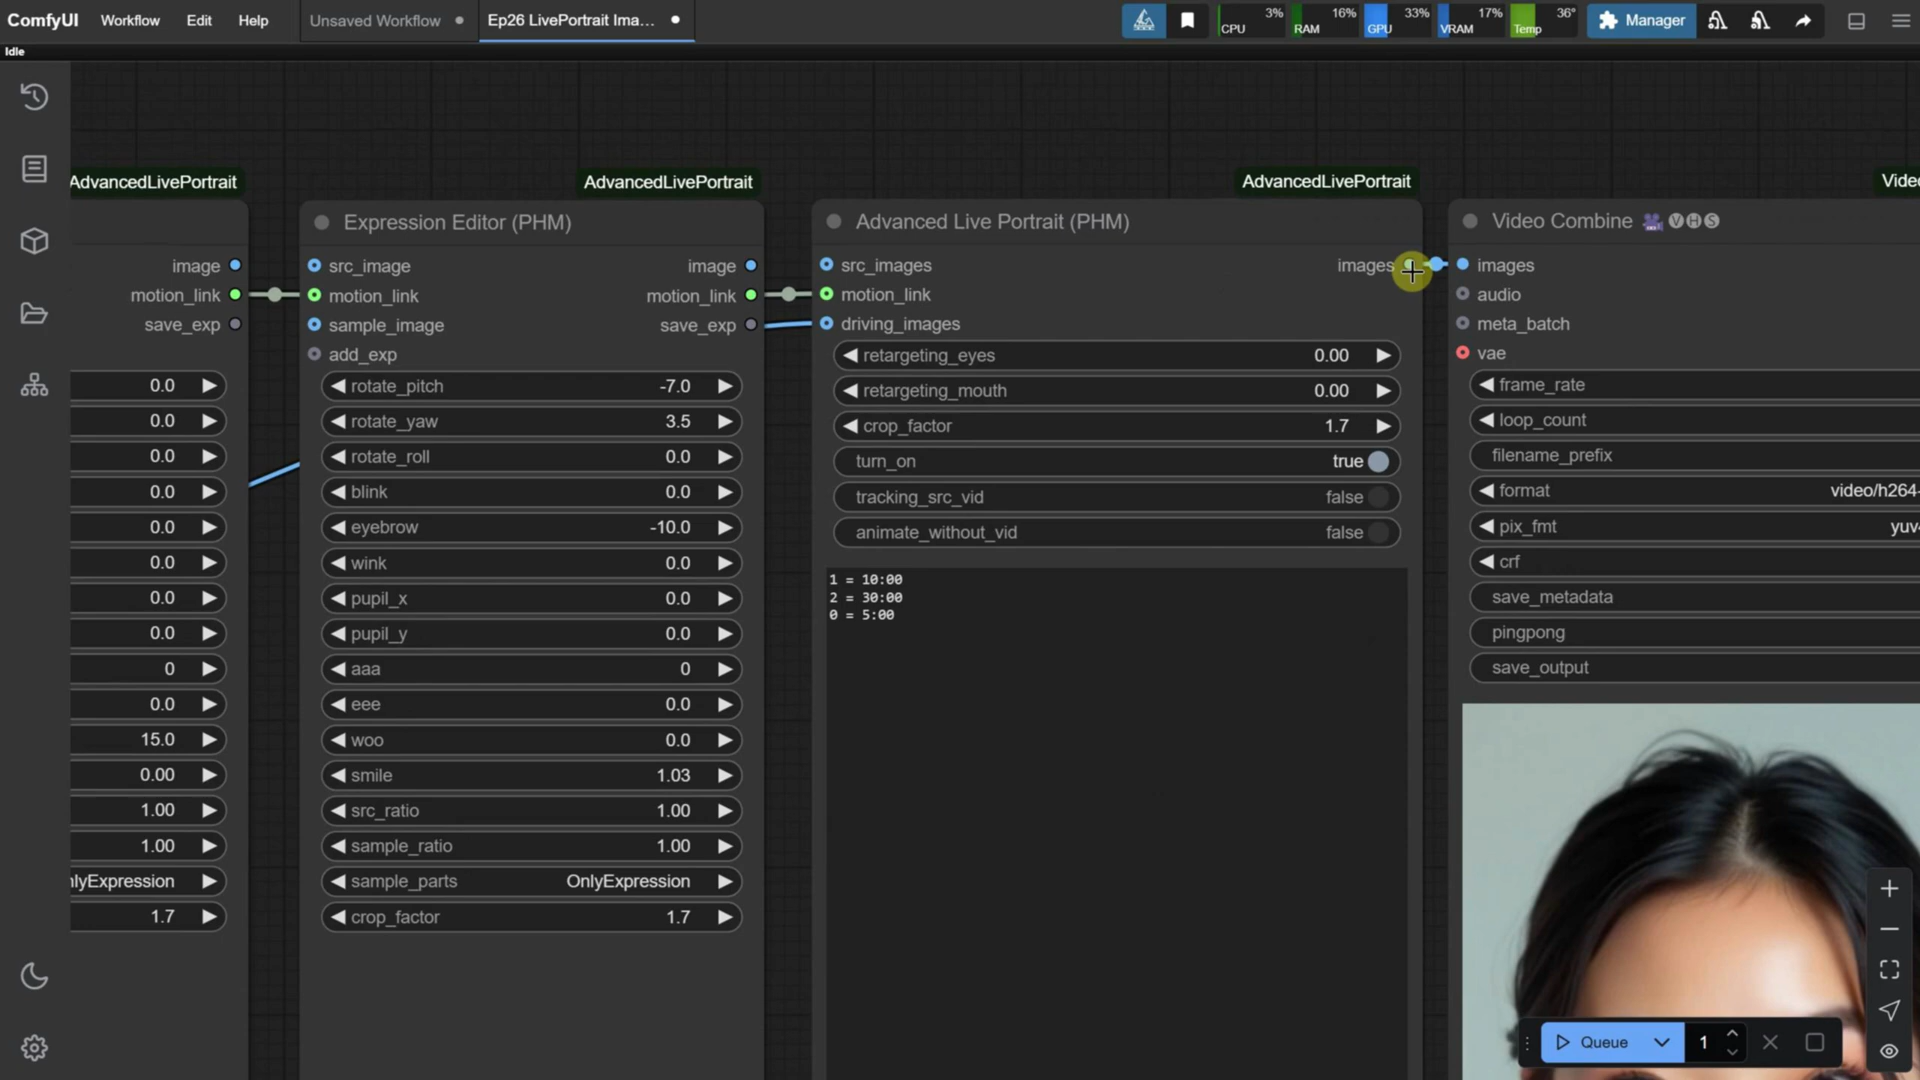 ComfyUI Workflow Edit Help Unsaved Workflow Ep26 LivePortrait Ima... CPU 3% RAM 16% GPU 33% VRAM 17% Temp 36° Manager
Idle
AdvancedLivePortrait
image
motion_link
save_exp
0.0
0.0
0.0
0.0
0.0
0.0
0.0
0.0
0
0.0
15.0
0.00
1.00
1.00
nlyExpression
1.7
AdvancedLivePortrait
Expression Editor (PHM)
src_image image
motion_link motion_link
sample_image save_exp
add_exp
rotate_pitch -7.0
rotate_yaw 3.5
rotate_roll 0.0
blink 0.0
eyebrow -10.0
wink 0.0
pupil_x 0.0
pupil_y 0.0
aaa 0
eee 0.0
woo 0.0
smile 1.03
src_ratio 1.00
sample_ratio 1.00
sample_parts OnlyExpression
crop_factor 1.7
AdvancedLivePortrait
Advanced Live Portrait (PHM)
src_images images
motion_link
driving_images
retargeting_eyes 0.00
retargeting_mouth 0.00
crop_factor 1.7
turn_on true
tracking_src_vid false
animate_without_vid false
1 = 10:00
2 = 30:00
0 = 5:00
Video Combine VHS
images
audio
meta_batch
vae
frame_rate
loop_count
filename_prefix
format video/h264-
pix_fmt yuv
crf
save_metadata
pingpong
save_output
Queue 1